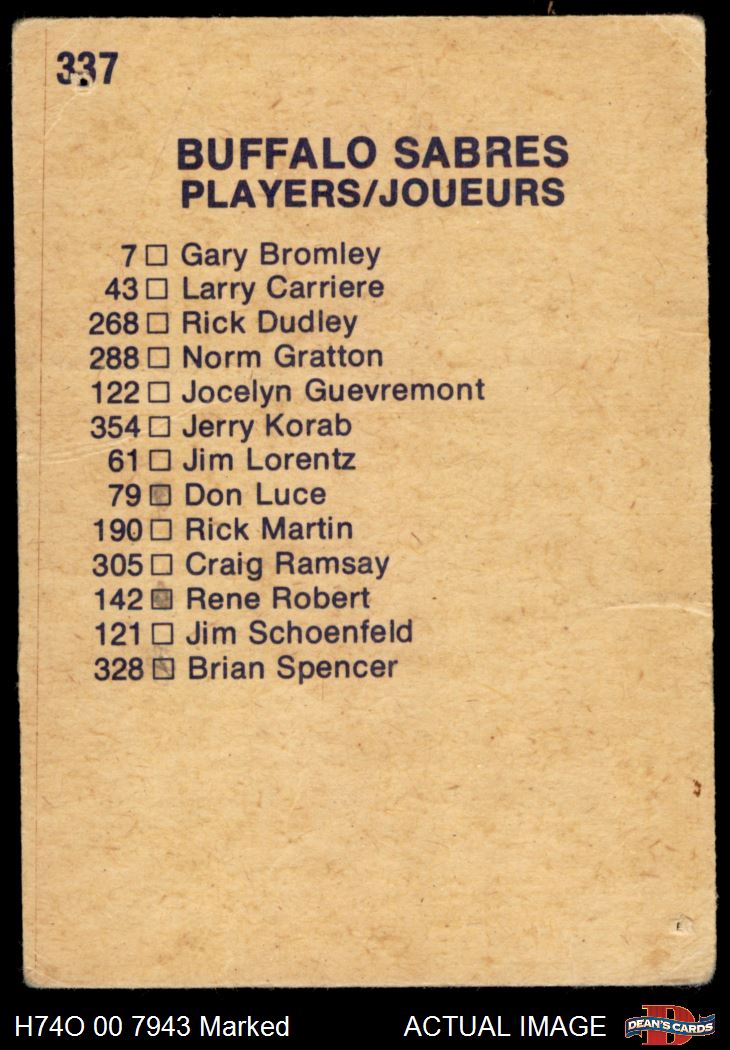 337
BUFFALO SABRES
PLAYERS/JOUEURS
7 □ Gary Bromley
43 □ Larry Carriere
268 □ Rick Dudley
288 □ Norm Gratton
122 □ Jocelyn Guevremont
354 □ Jerry Korab
61 □ Jim Lorentz
79 □ Don Luce
190 □ Rick Martin
305 □ Craig Ramsay
142 □ Rene Robert
121 □ Jim Schoenfeld
328 □ Brian Spencer
E
H74O 00 7943 Marked
ACTUAL IMAGE
D
DEAN'S CARDS